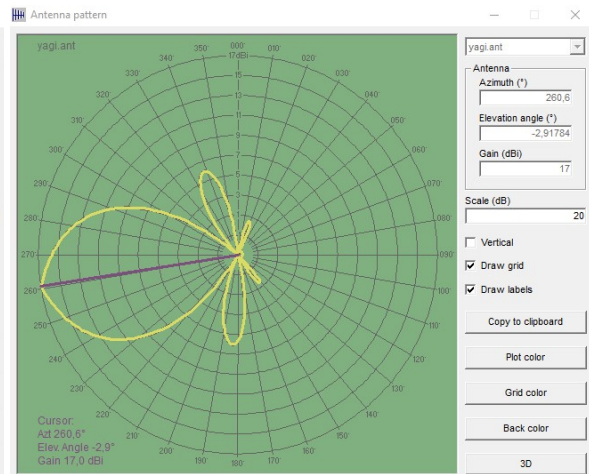 Antenna pattern
yagi.ant
000'
17dBi
15
13
11
9
7
5
3
010'
020'
030'
040'
050'
060'
070'
080'
090'
100'
110'
120'
130'
140'
150'
160'
170'
180'
190'
200'
210'
220'
230'
240'
250'
260'
270'
280'
290'
300'
310'
320'
330'
340'
350'
Cursor:
Azt 260,6°
Elev. Angle -2,9°
Gain 17,0 dBi
yagi.ant
Antenna
Azimuth (°)
260,6
Elevation angle (°)
-2,91784
Gain (dBi)
17
Scale (dB)
20
Vertical
Draw grid
Draw labels
Copy to clipboard
Plot color
Grid color
Back color
3D